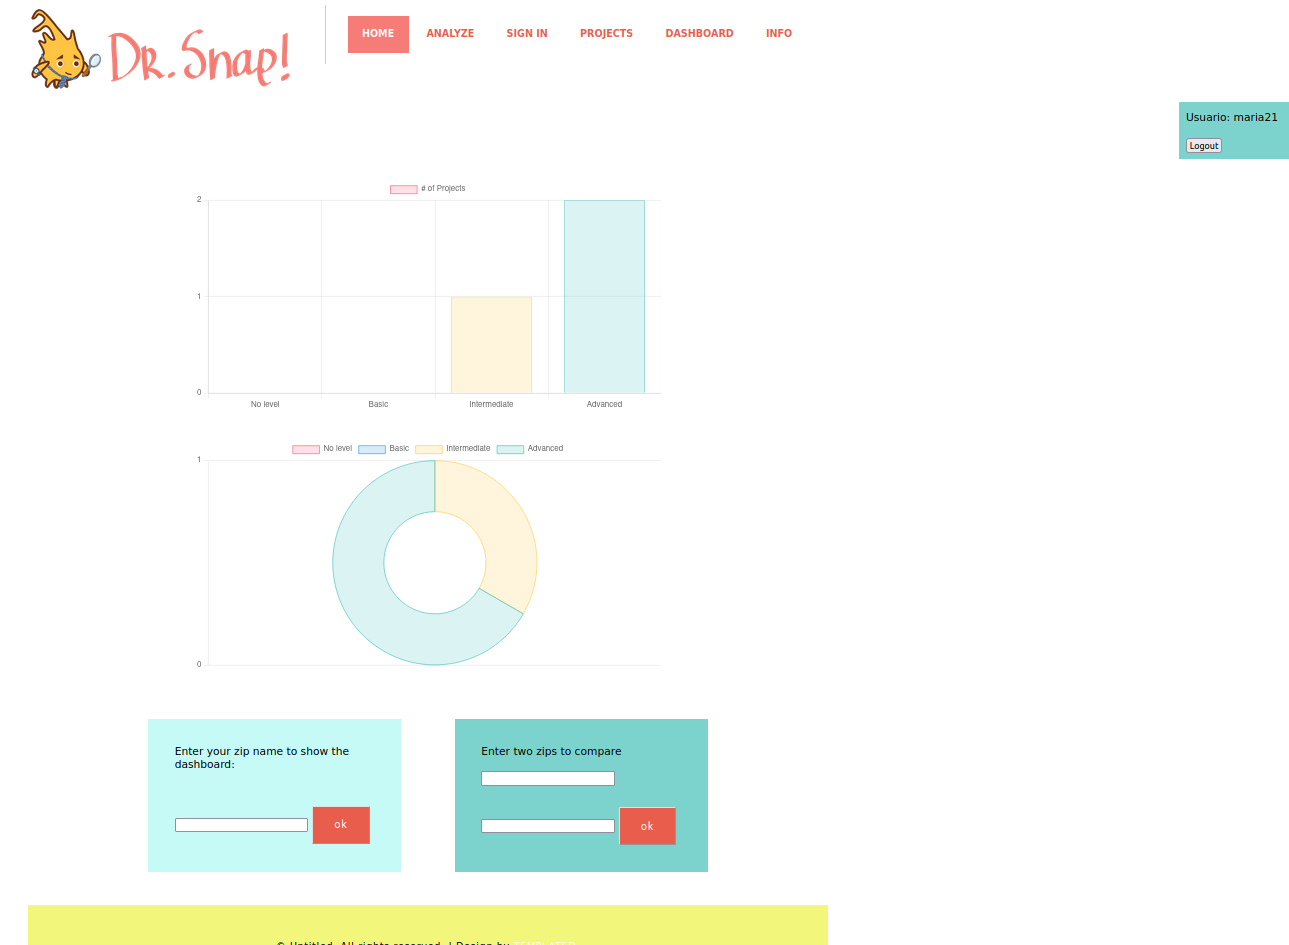 Dr. Snap!
HOME ANALYZE SIGN IN PROJECTS DASHBOARD INFO
Usuario: maria21
Logout
# of Projects
2
1
0
No level Basic Intermediate Advanced
No level Basic Intermediate Advanced
1
0
Enter your zip name to show the
dashboard:
ok
Enter two zips to compare
ok
© Untitled. All rights reserved. | Design by